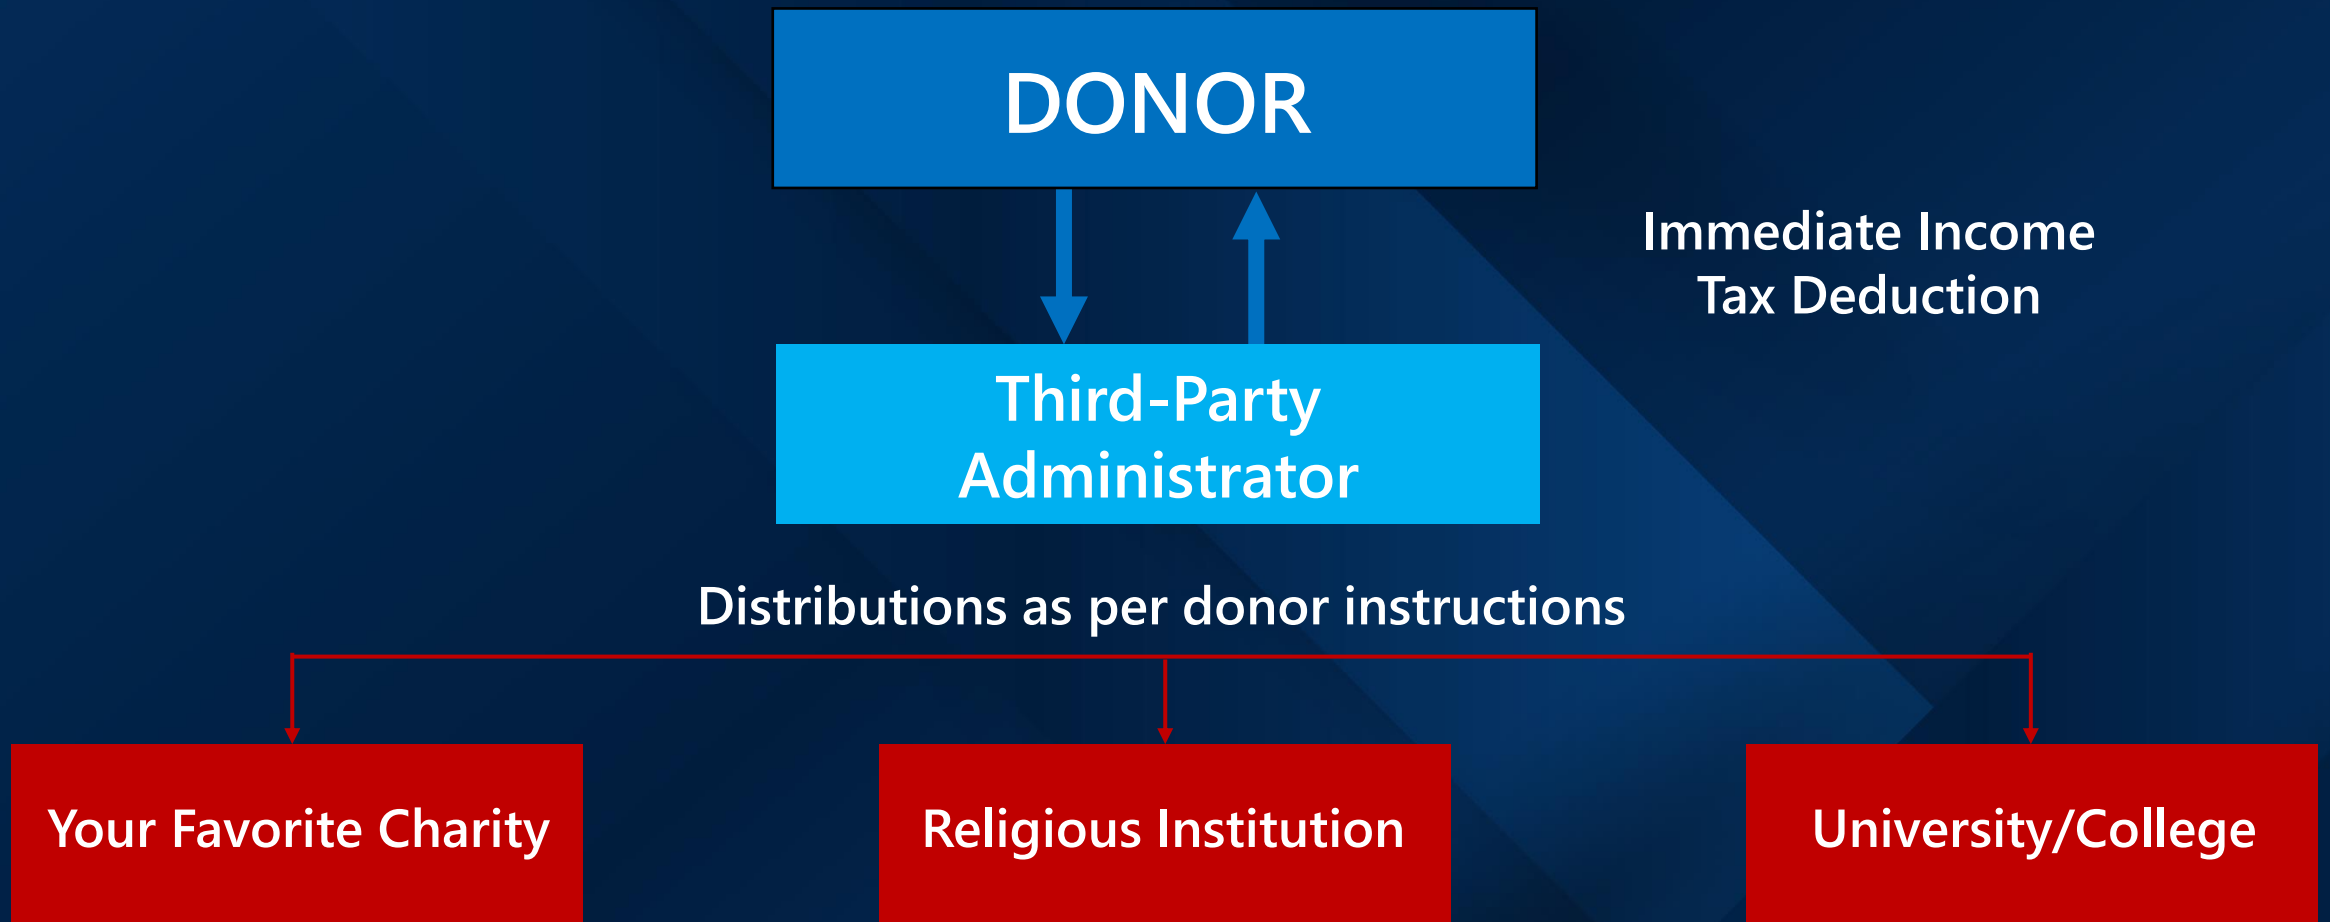 DONOR
Immediate Income
Tax Deduction
Third-Party
Administrator
Distributions as per donor instructions
Your Favorite Charity
Religious Institution
University/College